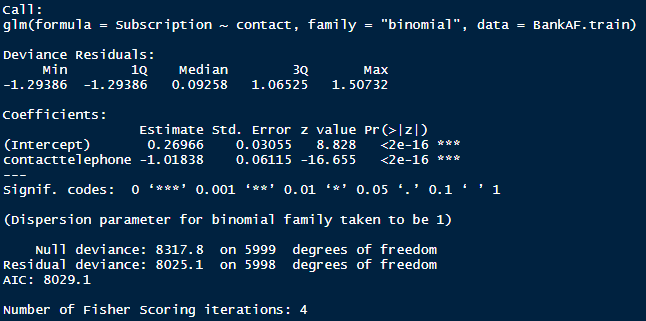 Call:
glm(formula = Subscription ~ contact, family = "binomial", data = BankAF.train)
Deviance Residuals:
Min 1Q Median 3Q Max
-1.29386 -1.29386 0.09258 1.06525 1.50732
Coefficients:
Estimate Std. Error z value Pr(>|z|)
(Intercept) 0.26966 0.03055 8.828 <2e-16 ***
contacttelephone -1.01838 0.06115 -16.655 <2e-16 ***
---
Signif. codes: 0 ‘***’ 0.001 ‘**’ 0.01 ‘*’ 0.05 ‘.’ 0.1 ‘ ’ 1
(Dispersion parameter for binomial family taken to be 1)
Null deviance: 8317.8 on 5999 degrees of freedom
Residual deviance: 8025.1 on 5998 degrees of freedom
AIC: 8029.1
Number of Fisher Scoring iterations: 4